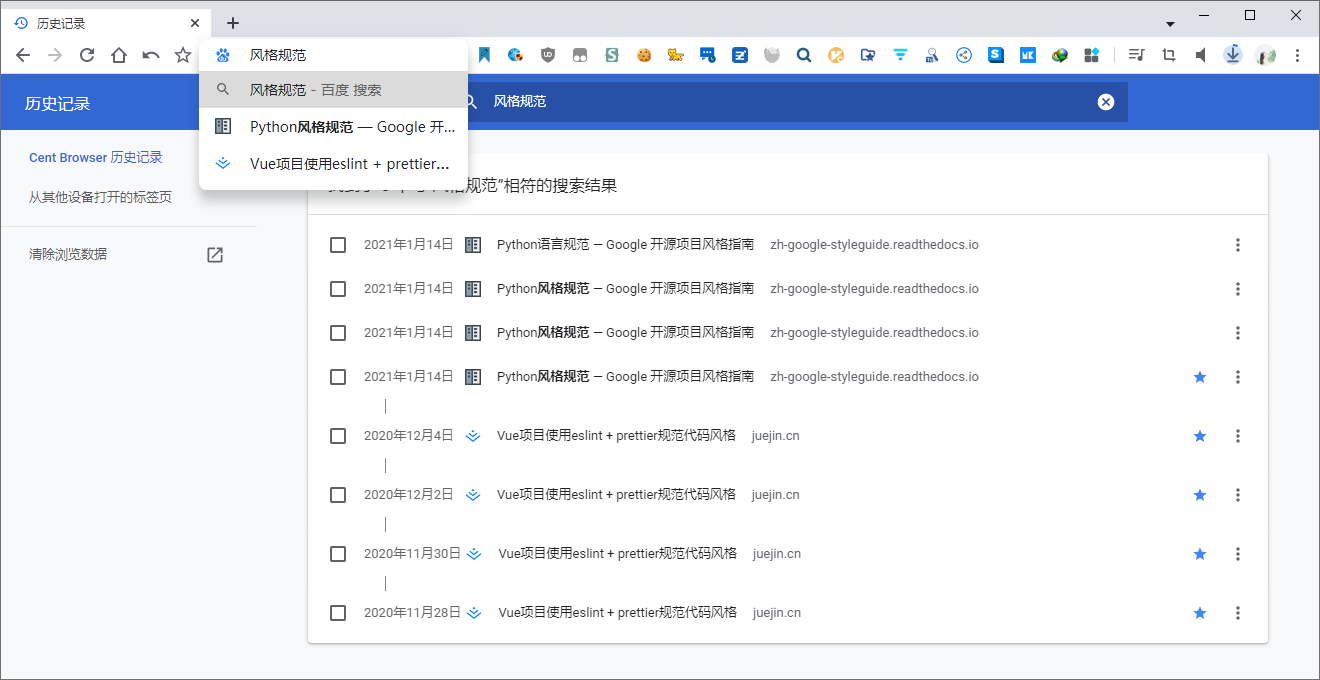 历史记录
风格规范
风格规范 - 百度 搜索
Python风格规范 — Google 开...
Vue项目使用eslint + prettier...
历史记录
风格规范
Cent Browser 历史记录
从其他设备打开的标签页
清除浏览数据
风格规范”相符的搜索结果
2021年1月14日 Python语言规范 — Google 开源项目风格指南 zh-google-styleguide.readthedocs.io
2021年1月14日 Python风格规范 — Google 开源项目风格指南 zh-google-styleguide.readthedocs.io
2021年1月14日 Python风格规范 — Google 开源项目风格指南 zh-google-styleguide.readthedocs.io
2021年1月14日 Python风格规范 — Google 开源项目风格指南 zh-google-styleguide.readthedocs.io
2020年12月4日 Vue项目使用eslint + prettier规范代码风格 juejin.cn
2020年12月2日 Vue项目使用eslint + prettier规范代码风格 juejin.cn
2020年11月30日 Vue项目使用eslint + prettier规范代码风格 juejin.cn
2020年11月28日 Vue项目使用eslint + prettier规范代码风格 juejin.cn